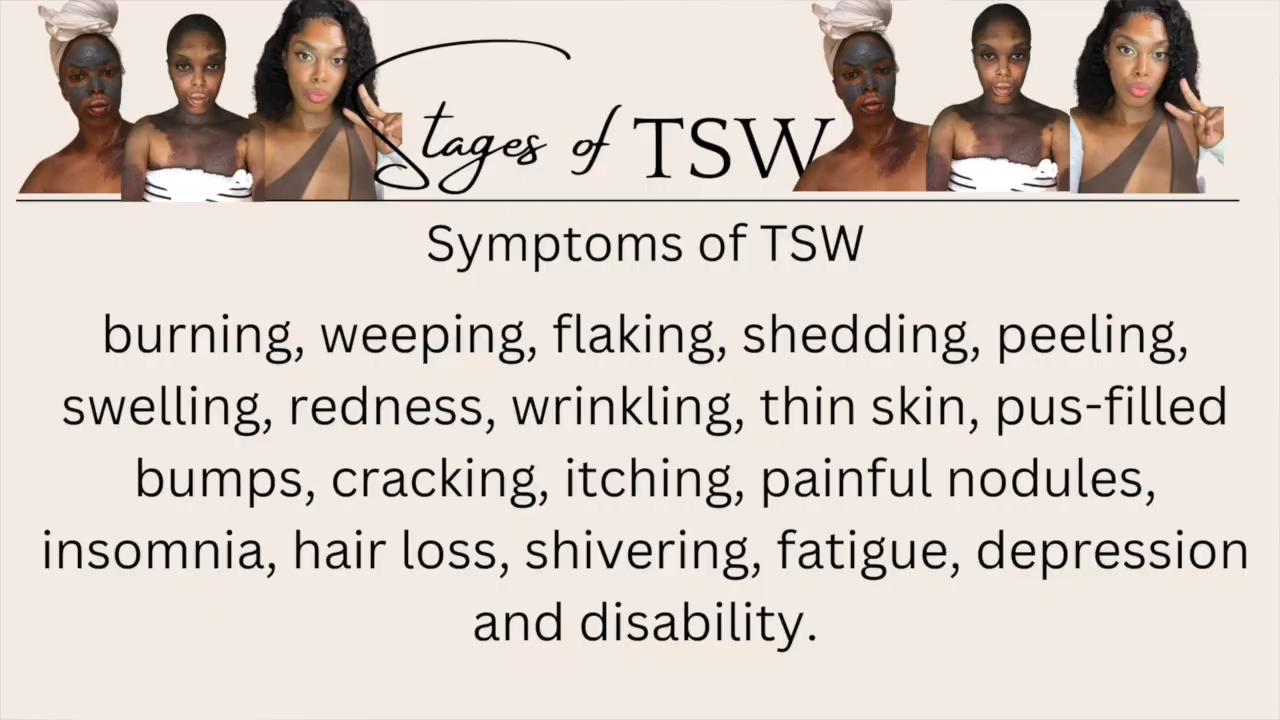 Stages of TSW
Symptoms of TSW
burning, weeping, flaking, shedding, peeling,
swelling, redness, wrinkling, thin skin, pus-filled
bumps, cracking, itching, painful nodules,
insomnia, hair loss, shivering, fatigue, depression
and disability.